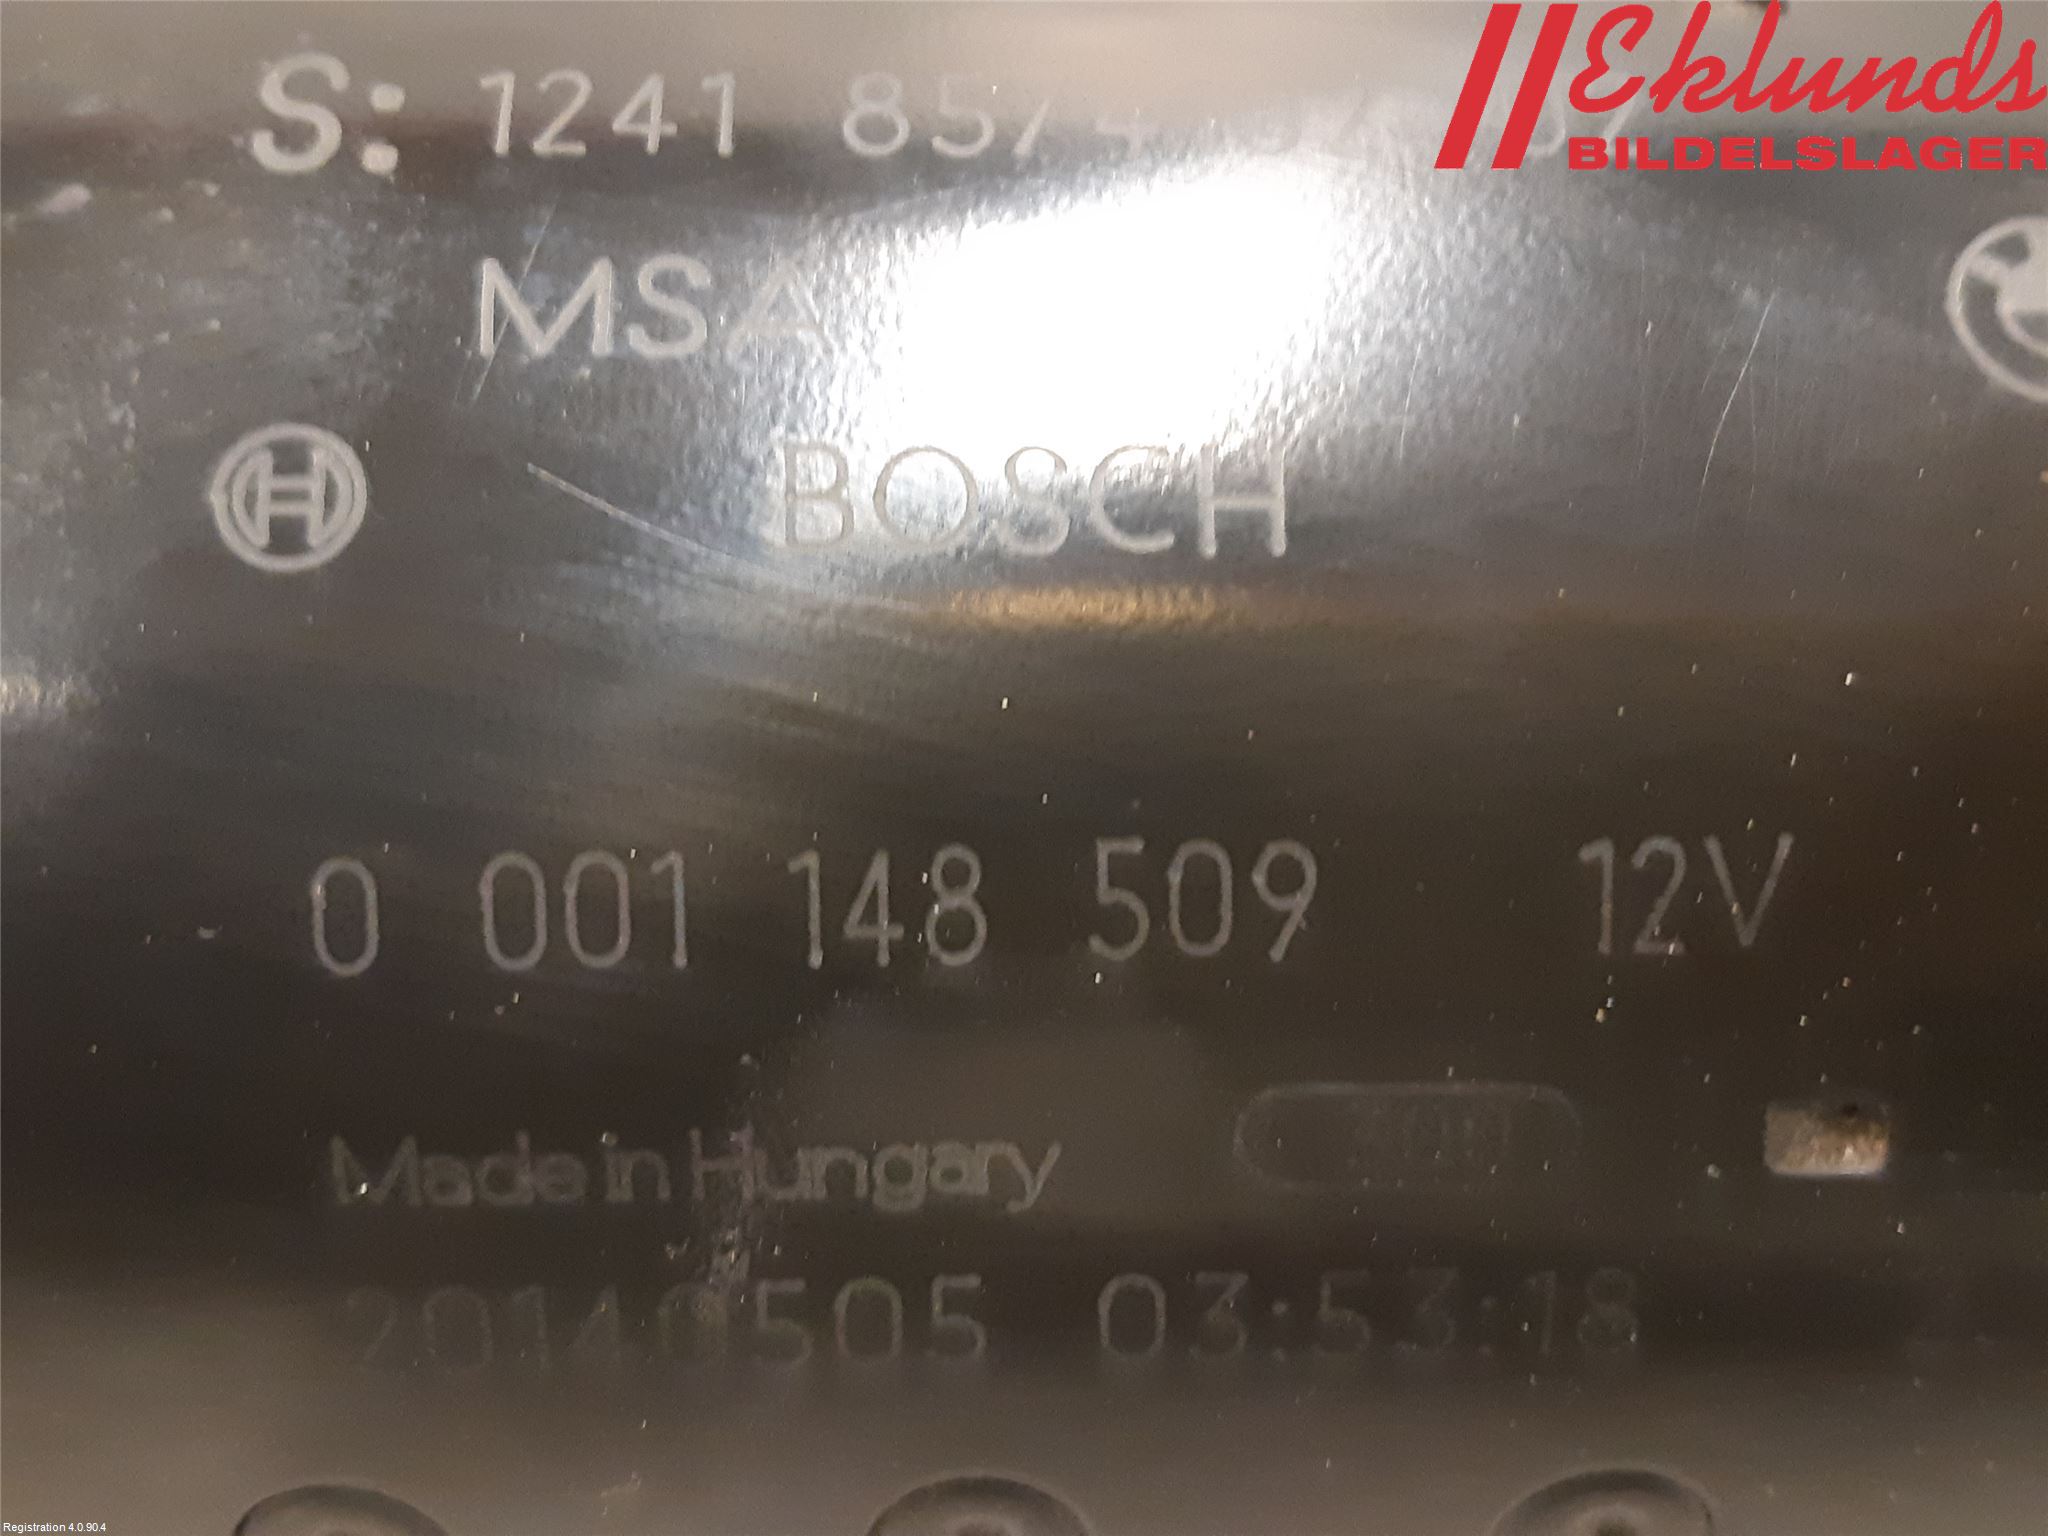 Eklunds
BILDELSLAGER
S: 1241
MSA
BOSCH
0 001 148 509 12V
Made in Hungary
20140505 03:53:18
Registration 4.0.90.4